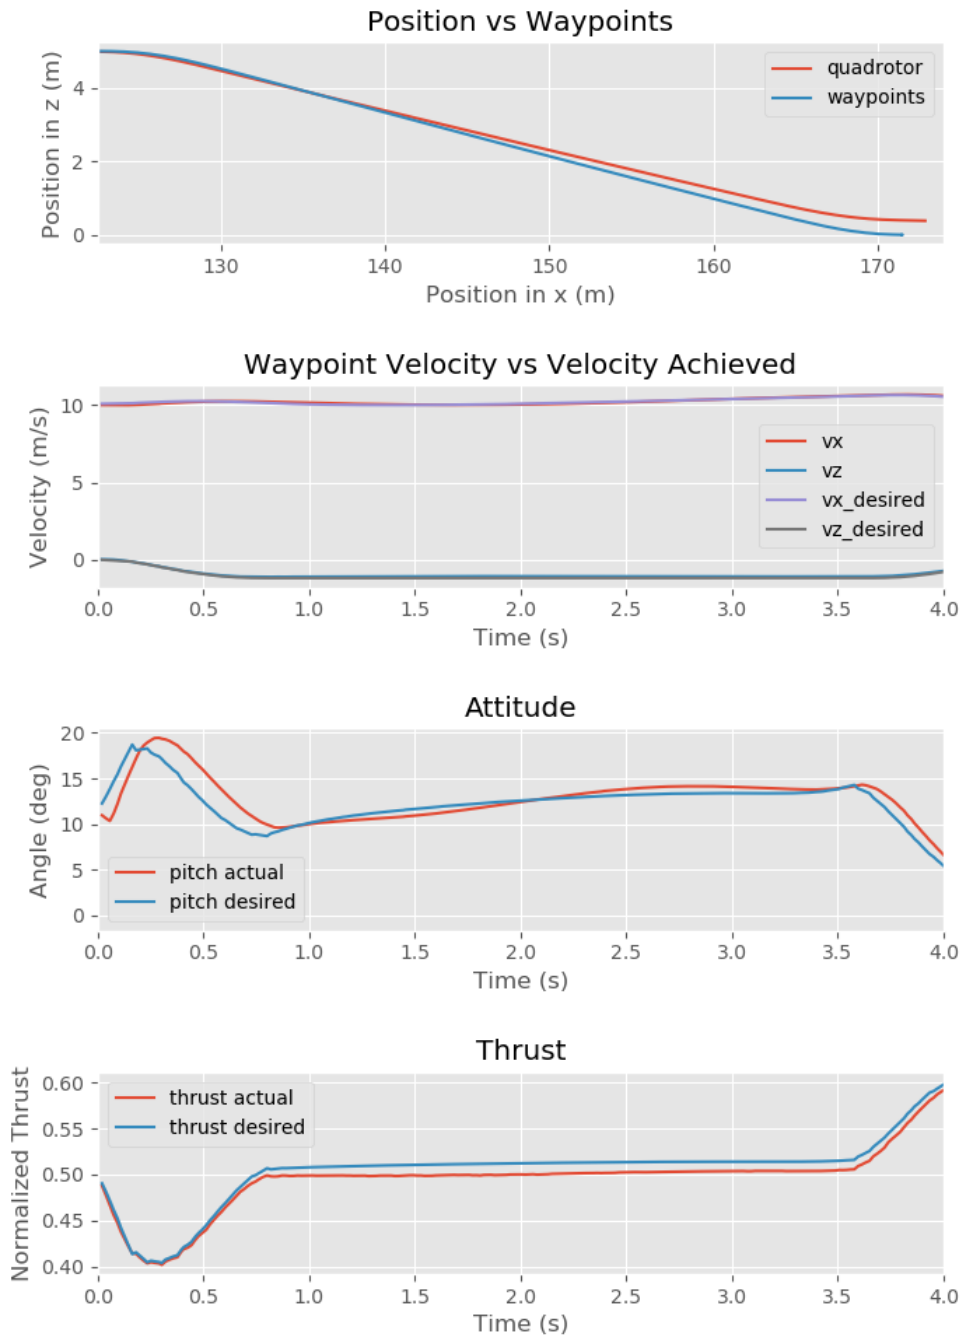 Position vs Waypoints
Position in z (m)
4
2
0
quadrotor
waypoints
130
140
150
160
170
Position in x (m)
Waypoint Velocity vs Velocity Achieved
Velocity (m/s)
10
5
0
vx
vz
vx_desired
vz_desired
0.0
0.5
1.0
1.5
2.0
2.5
3.0
3.5
4.0
Time (s)
Attitude
Angle (deg)
20
15
10
5
0
pitch actual
pitch desired
0.0
0.5
1.0
1.5
2.0
2.5
3.0
3.5
4.0
Time (s)
Thrust
Normalized Thrust
0.60
0.55
0.50
0.45
0.40
thrust actual
thrust desired
0.0
0.5
1.0
1.5
2.0
2.5
3.0
3.5
4.0
Time (s)